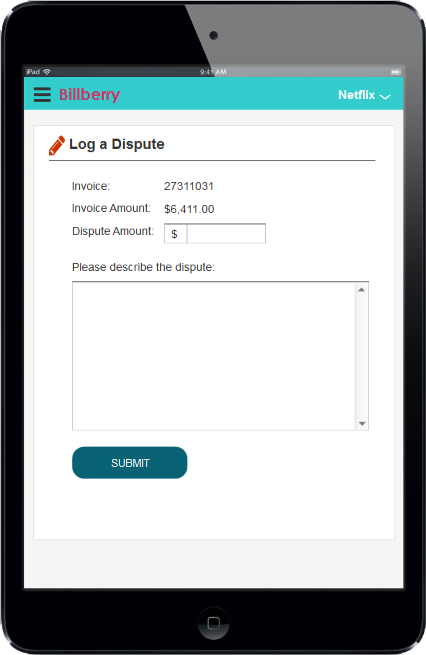 iPad 9:41 AM
Billberry Netflix
Log a Dispute
Invoice: 27311031
Invoice Amount: $6,411.00
Dispute Amount: $
Please describe the dispute:
SUBMIT